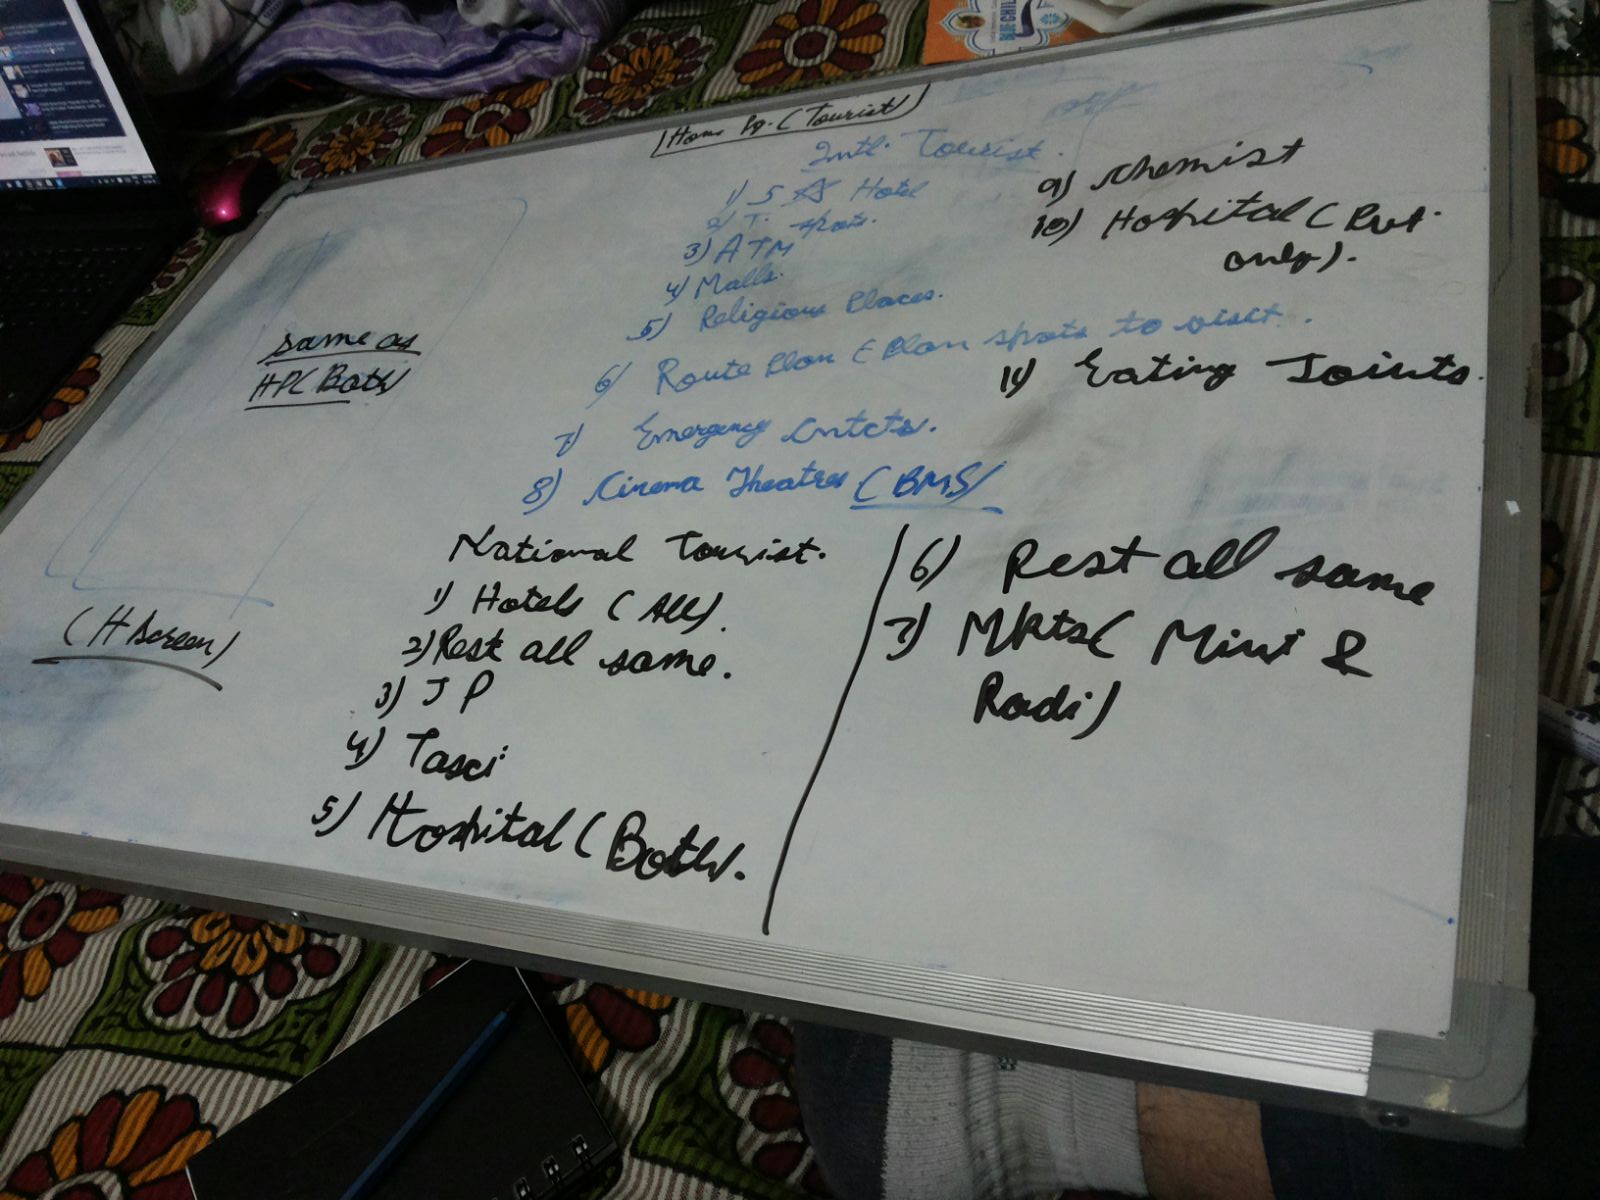 Home Pg. (Tourist)
Intl. Tourist.
1) 5 ☆ Hotel
2) T. spots.
3) ATM
4) Malls.
5) Religious Places.
6) Route Plan & Plan spots to visit.
7) Emergency Cntcts.
8) Cinema Theatres (BMS)
9) Chemist
10) Hospital (Pvt.
only).
11) Eating Joints.
same as
HP (Both)
(H Screen)
National Tourist.
1) Hotels (All).
2) Rest all same.
3) J P
4)
5) Hospital (Both).
6) Rest all same
7) Mkts (Mini &
Radi)
BLUE CHIL